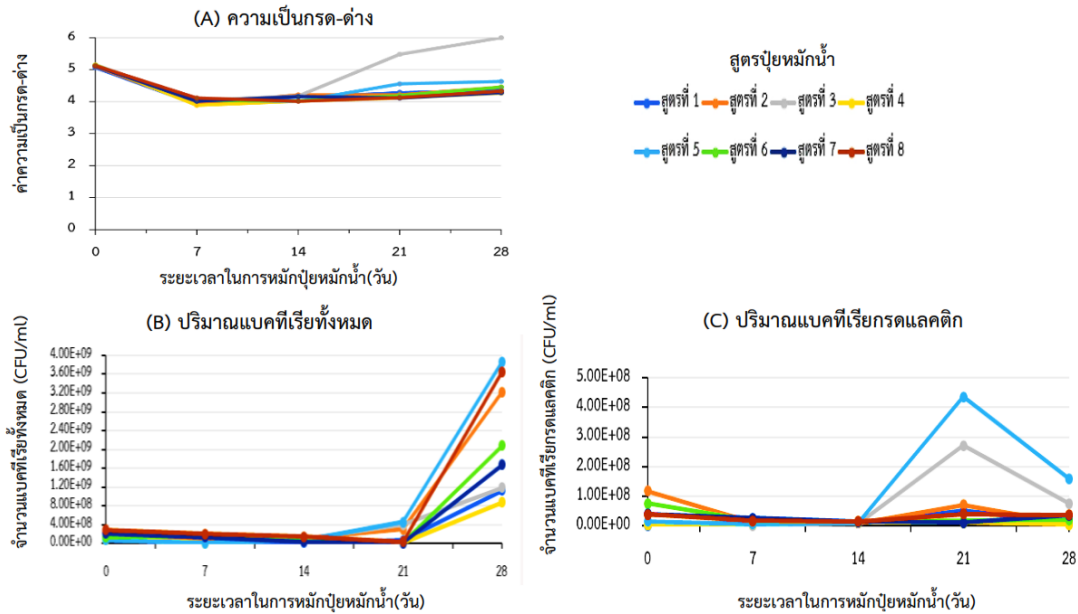 (A) ความเป็นกรด-ด่าง
ค่าความเป็นกรด-ด่าง
6
5
4
3
2
1
0
0 7 14 21 28
ระยะเวลาในการหมักปุ๋ยหมักน้ำ(วัน)
สูตรปุ๋ยหมักน้ำ
สูตรที่ 1 สูตรที่ 2 สูตรที่ 3 สูตรที่ 4
สูตรที่ 5 สูตรที่ 6 สูตรที่ 7 สูตรที่ 8
(B) ปริมาณแบคทีเรียทั้งหมด
จำนวนแบคทีเรียทั้งหมด (CFU/ml)
4.00E+09
3.60E+09
3.20E+09
2.80E+09
2.40E+09
2.00E+09
1.60E+09
1.20E+09
8.00E+08
4.00E+08
0.00E+00
0 7 14 21 28
ระยะเวลาในการหมักปุ๋ยหมักน้ำ(วัน)
(C) ปริมาณแบคทีเรียกรดแลคติก
จำนวนแบคทีเรียกรดแลคติก (CFU/ml)
5.00E+08
4.00E+08
3.00E+08
2.00E+08
1.00E+08
0.00E+00
0 7 14 21 28
ระยะเวลาในการหมักปุ๋ยหมักน้ำ(วัน)